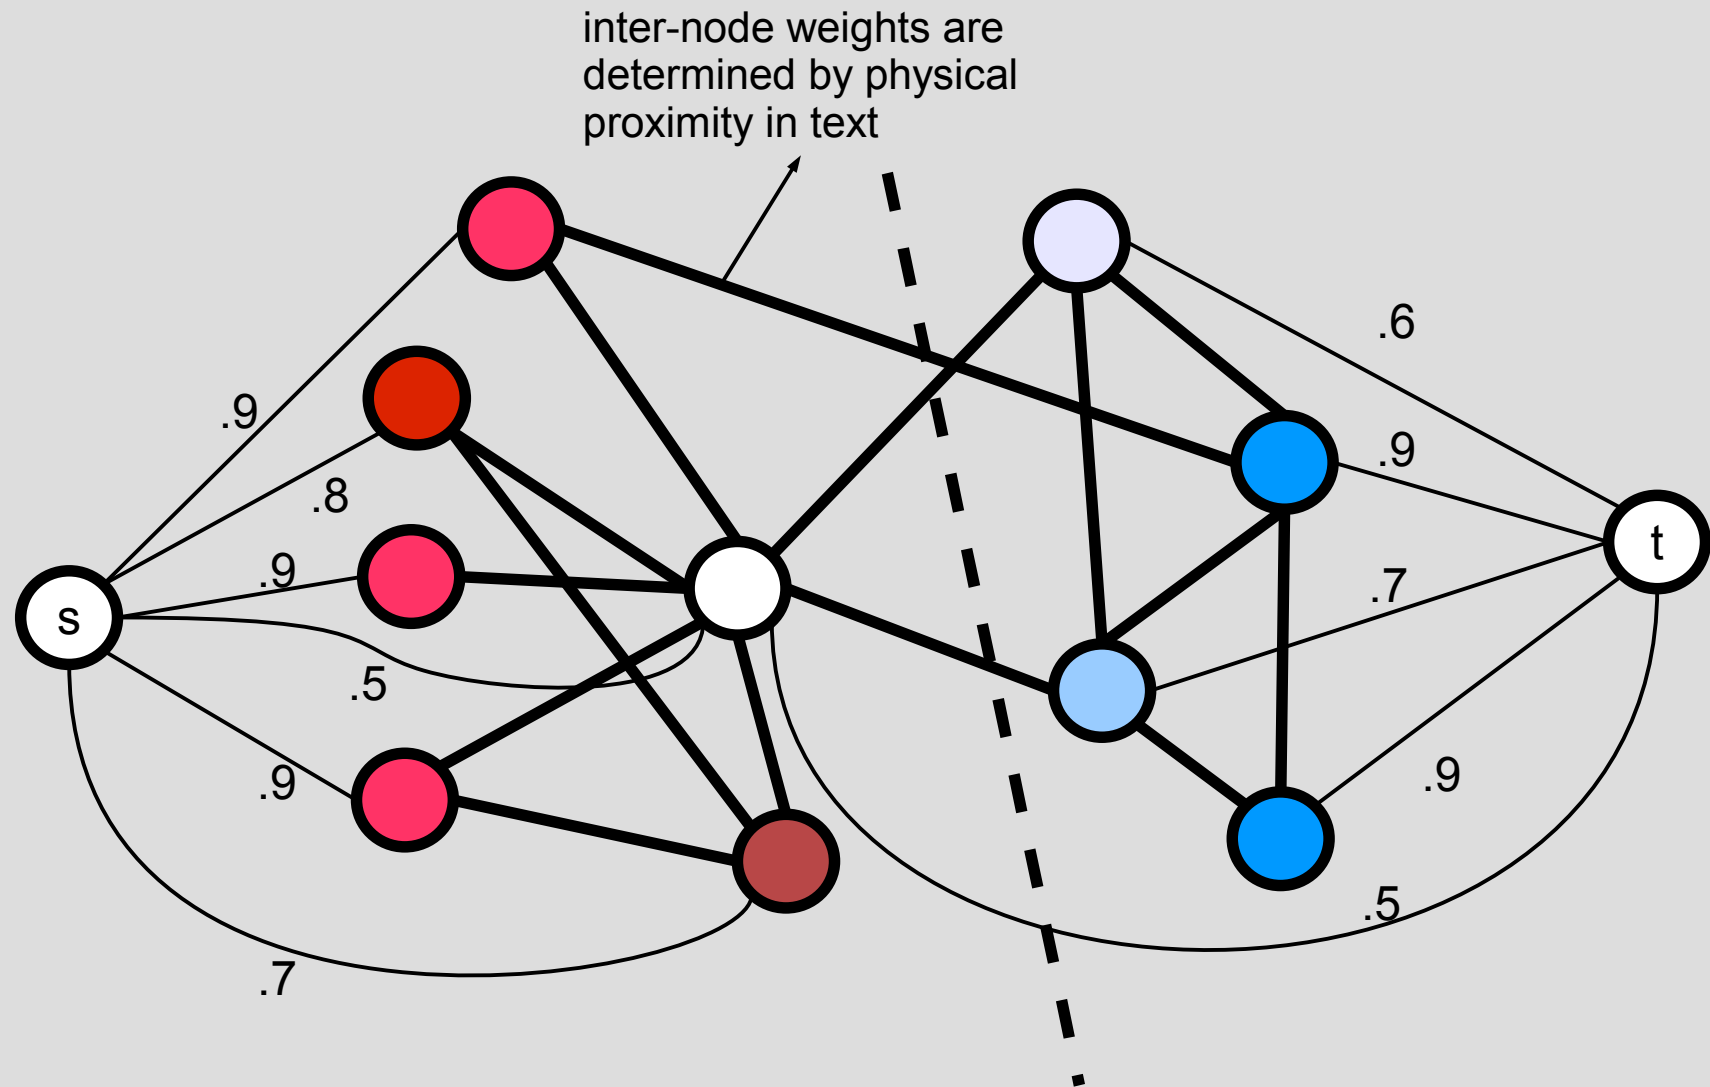 inter-node weights are
determined by physical
proximity in text
.6
.9
.9
.8
.9
t
.7
s
.5
.9
.9
.5
.7